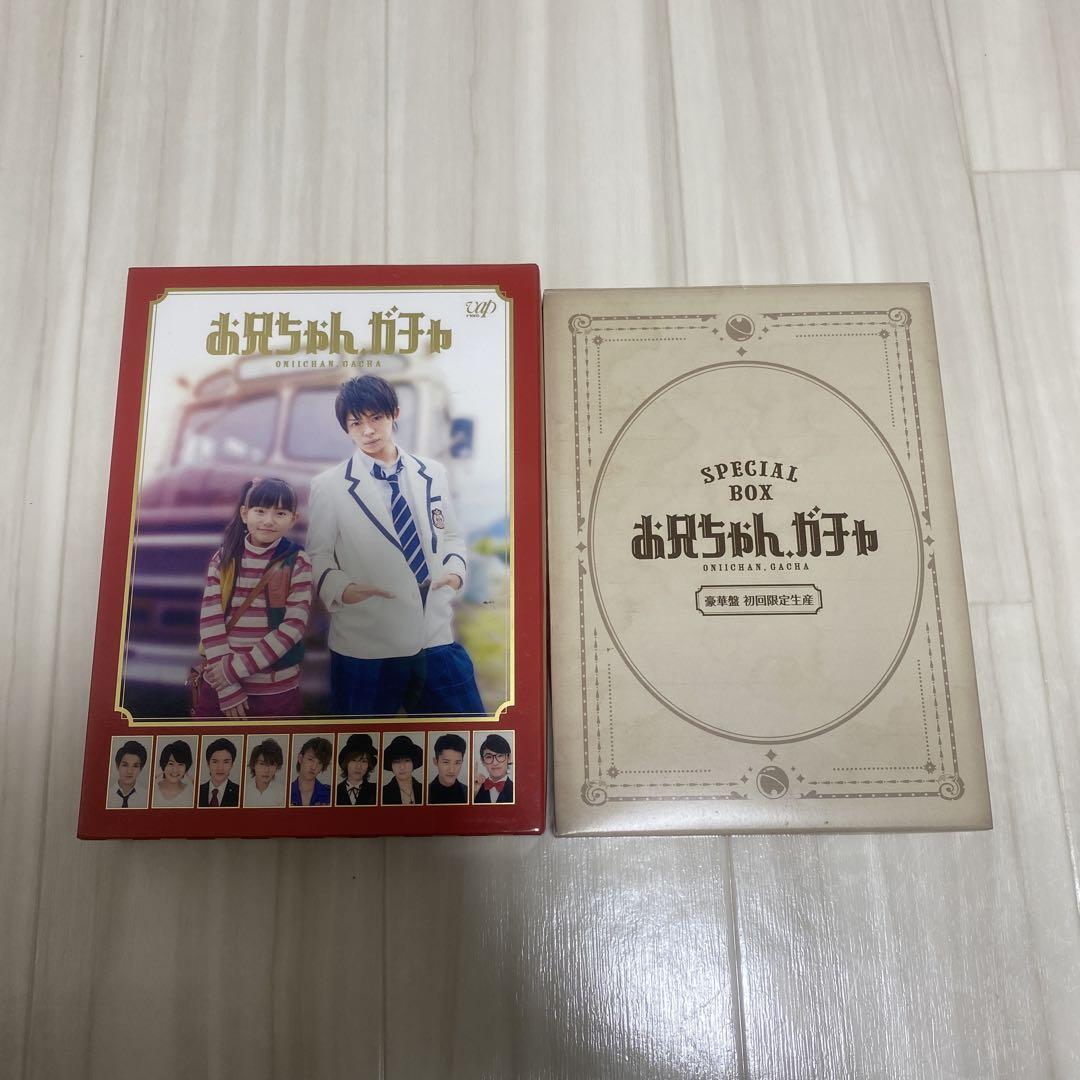 vap
VIDEO
お兄ちゃん、ガチャ
ONIICHAN, GACHA
SPECIAL
BOX
お兄ちゃん、ガチャ
ONIICHAN, GACHA
豪華盤 初回限定生産